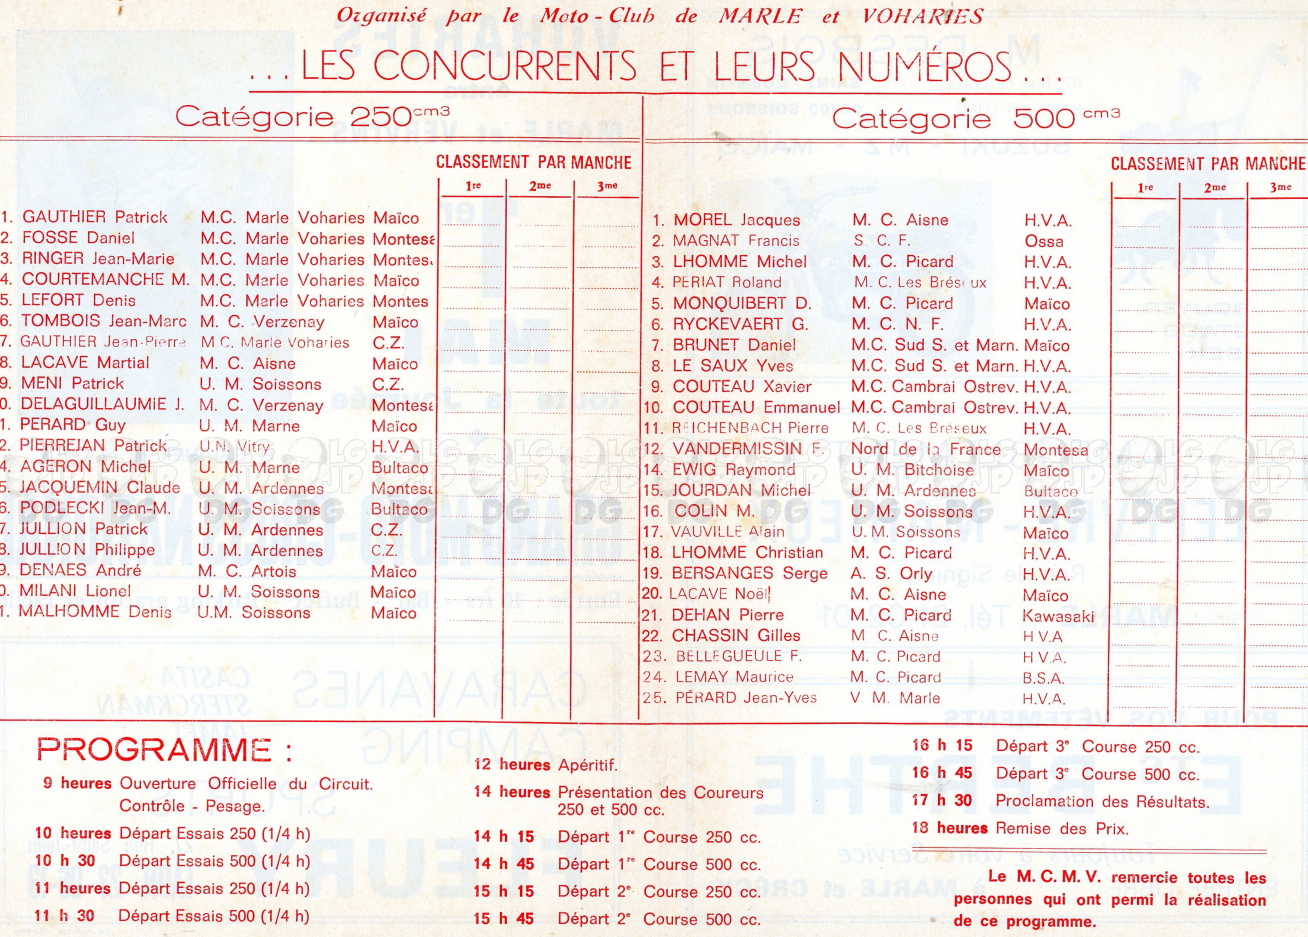 Organisé par le Moto-Club de MARLE et VOHARIES
...LES CONCURRENTS ET LEURS NUMÉROS...
Catégorie 250cm3
CLASSEMENT PAR MANCHE
1re 2me 3me
1. GAUTHIER Patrick M.C. Marle Voharies Maïco
2. FOSSE Daniel M.C. Marle Voharies Montesa
3. RINGER Jean-Marie M.C. Marle Voharies Montes.
4. COURTEMANCHE M. M.C. Marle Voharies Maïco
5. LEFORT Denis M.C. Marle Voharies Montes
6. TOMBOIS Jean-Marc M. C. Verzenay Maïco
7. GAUTHIER Jean-Pierre M.C. Marle Voharies C.Z.
8. LACAVE Martial M. C. Aisne Maïco
9. MENI Patrick U. M. Soissons C.Z.
0. DELAGUILLAUMIE J. M. C. Verzenay Montesa
1. PERARD Guy U. M. Marne Maïco
2. PIERREJAN Patrick U.N. Vitry H.V.A.
4. AGERON Michel U. M. Marne Bultaco
5. JACQUEMIN Claude U. M. Ardennes Montesa
6. PODLECKI Jean-M. U. M. Soissons Bultaco
7. JULLION Patrick U. M. Ardennes C.Z.
8. JULLION Philippe U. M. Ardennes C.Z.
9. DENAES André M. C. Artois Maïco
0. MILANI Lionel U. M. Soissons Maïco
1. MALHOMME Denis U.M. Soissons Maïco
Catégorie 500 cm3
CLASSEMENT PAR MANCHE
1re 2me 3me
1. MOREL Jacques M. C. Aisne H.V.A.
2. MAGNAT Francis S C. F. Ossa
3. LHOMME Michel M. C. Picard H.V.A.
4. PERIAT Roland M. C. Les Bréseux H.V.A.
5. MONQUIBERT D. M. C. Picard Maïco
6. RYCKEVAERT G. M. C. N. F. H.V.A.
7. BRUNET Daniel M.C. Sud S. et Marn. Maïco
8. LE SAUX Yves M.C. Sud S. et Marn. H.V.A.
9. COUTEAU Xavier M.C. Cambrai Ostrev. H.V.A.
10. COUTEAU Emmanuel M.C. Cambrai Ostrev. H.V.A.
11. REICHENBACH Pierre M. C. Les Breseux H.V.A.
12. VANDERMISSIN F. Nord de la France Montesa
14. EWIG Raymond U. M. Bitchoise Maïco
15. JOURDAN Michel U. M. Ardennes Bultaco
16. COLIN M. U. M. Soissons H.V.A.
17. VAUVILLE Alain U. M. Soissons Maïco
18. LHOMME Christian M. C. Picard H.V.A.
19. BERSANGES Serge A. S. Orly H.V.A.
20. LACAVE Noël M. C. Aisne Maïco
21. DEHAN Pierre M. C. Picard Kawasaki
22. CHASSIN Gilles M C. Aisne H V.A
23. BELLEGUEULE F. M. C. Picard H V.A.
24. LEMAY Maurice M. C. Picard B.S.A.
25. PÉRARD Jean-Yves V M. Marle H.V.A.
PROGRAMME :
9 heures Ouverture Officielle du Circuit.
Contrôle - Pesage.
10 heures Départ Essais 250 (1/4 h)
10 h 30 Départ Essais 500 (1/4 h)
11 heures Départ Essais 250 (1/4 h)
11 h 30 Départ Essais 500 (1/4 h)
12 heures Apéritif.
14 heures Présentation des Coureurs
250 et 500 cc.
14 h 15 Départ 1re Course 250 cc.
14 h 45 Départ 1re Course 500 cc.
15 h 15 Départ 2e Course 250 cc.
15 h 45 Départ 2e Course 500 cc.
16 h 15 Départ 3e Course 250 cc.
16 h 45 Départ 3e Course 500 cc.
17 h 30 Proclamation des Résultats.
18 heures Remise des Prix.
Le M. C. M. V. remercie toutes les
personnes qui ont permi la réalisation
de ce programme.